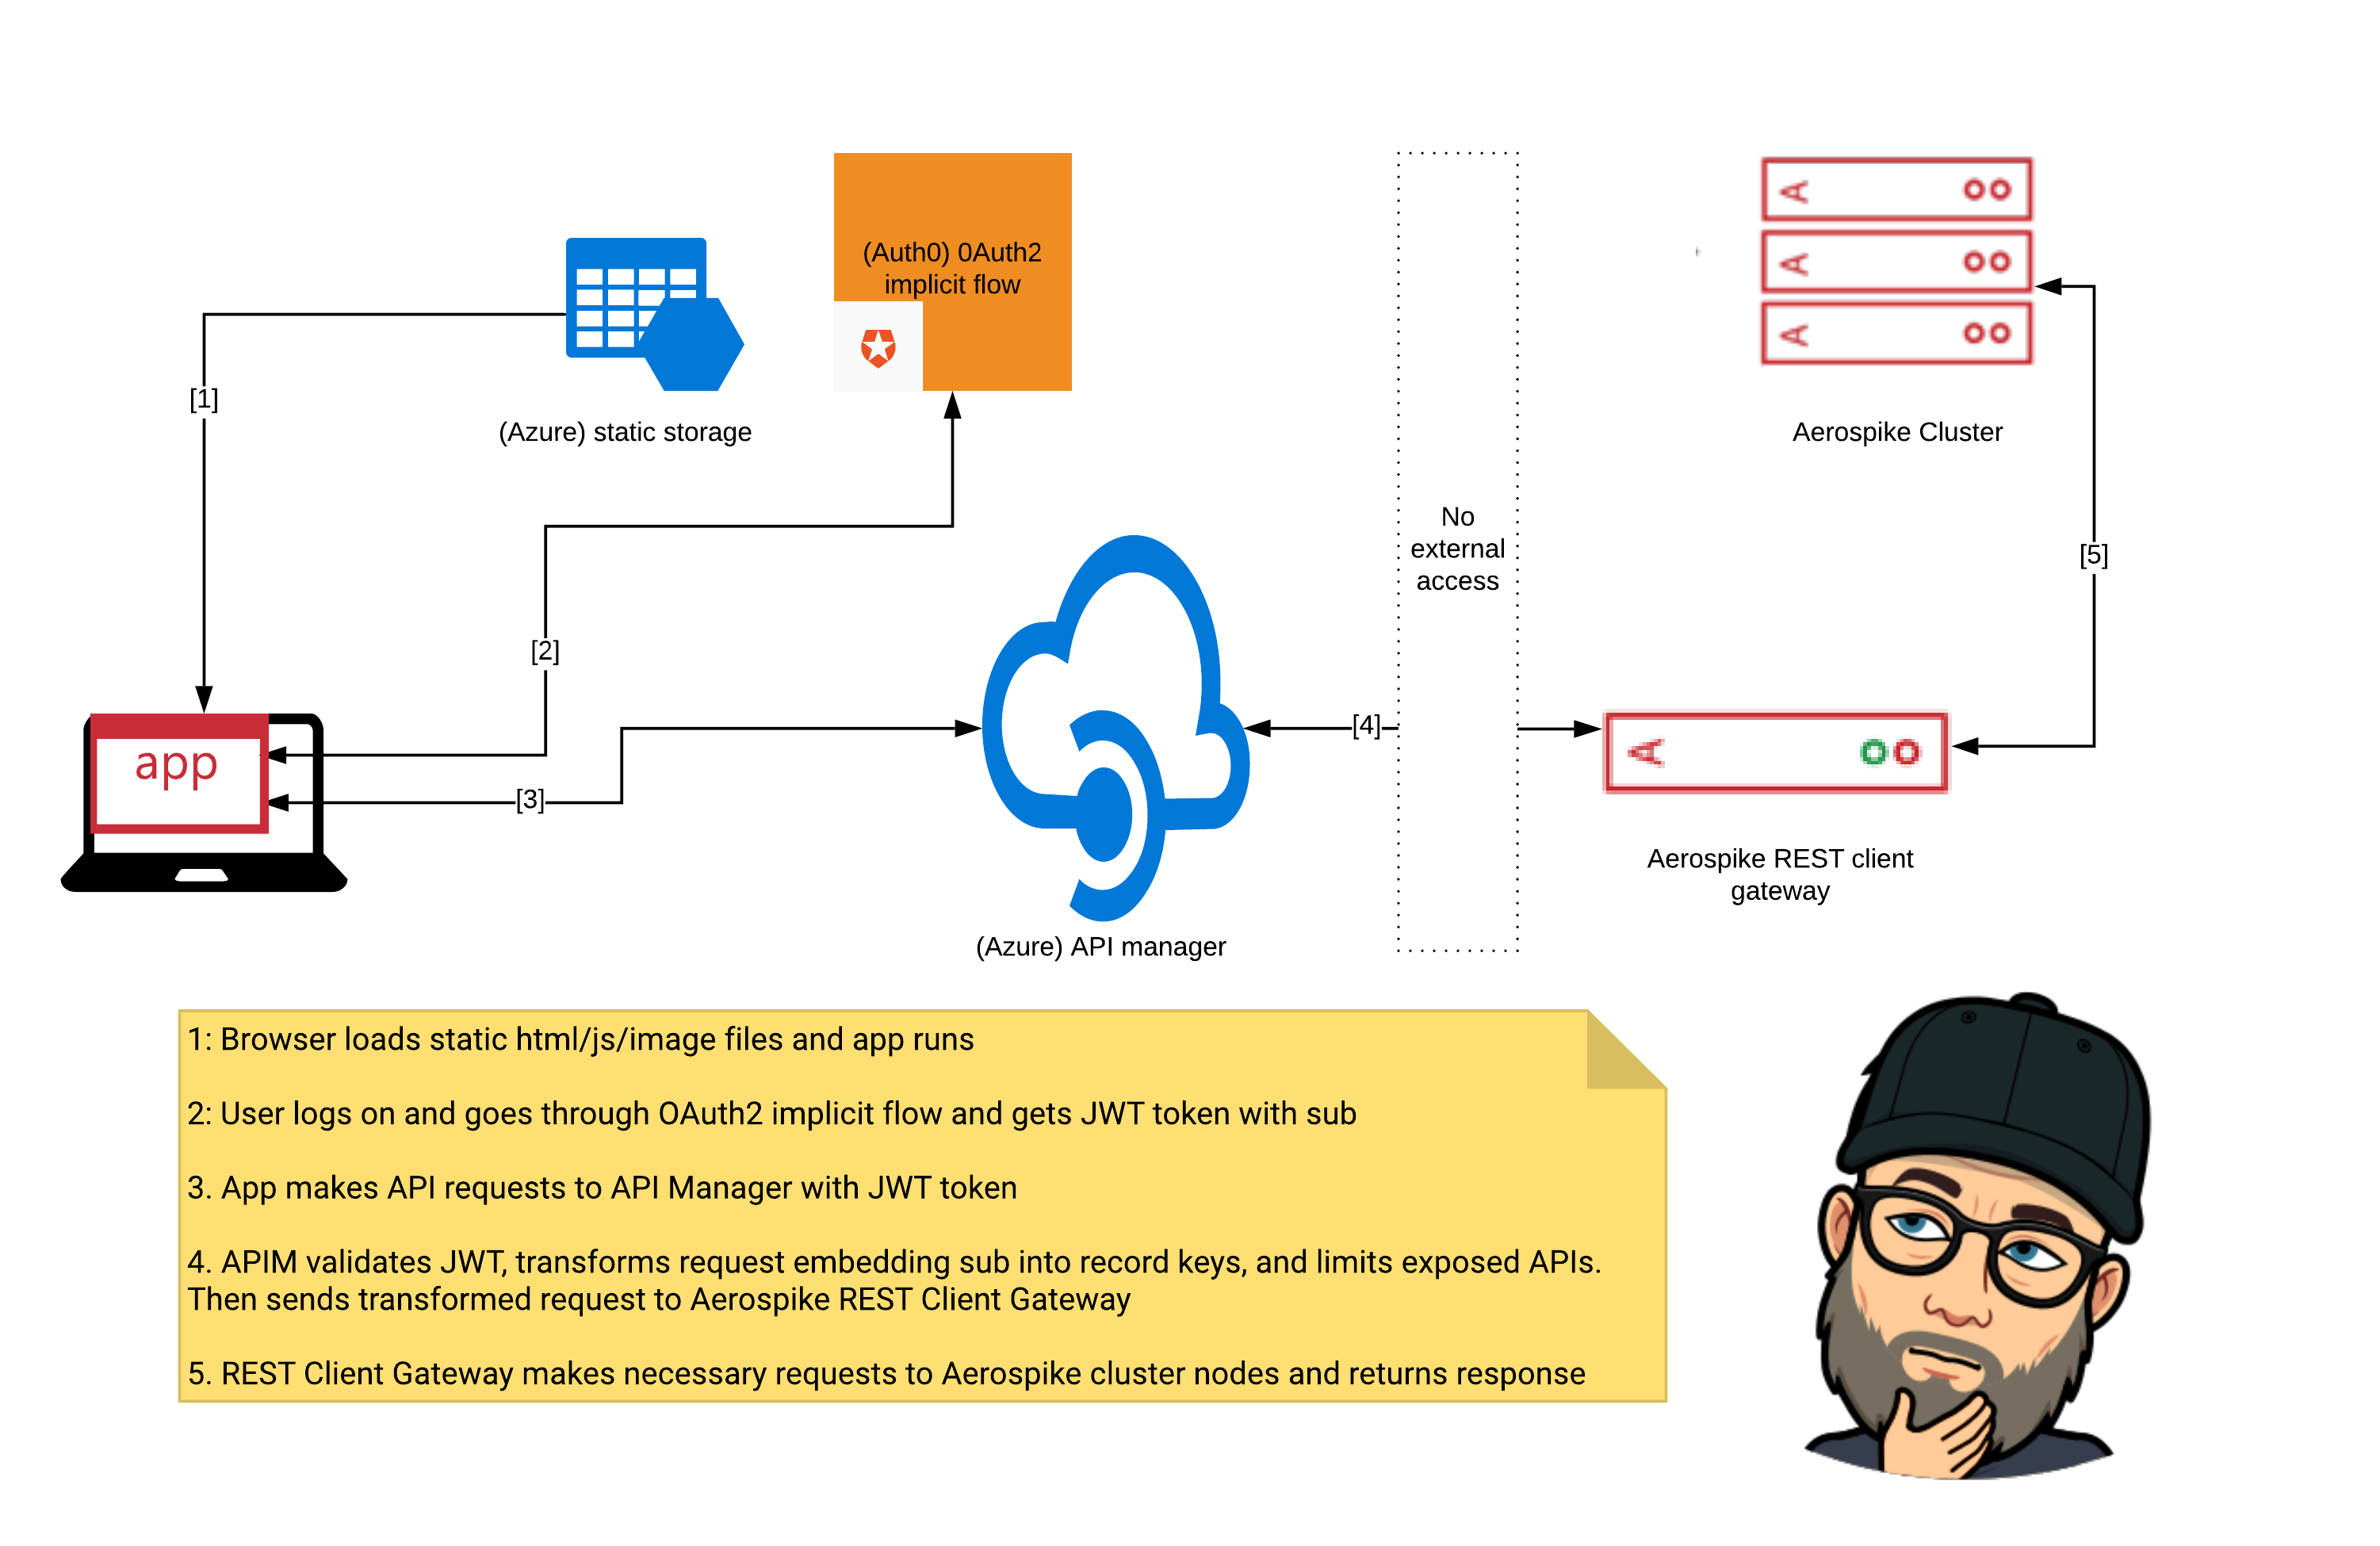 (Auth0) 0Auth2
implicit flow
[1]
(Azure) static storage
Aerospike Cluster
No
external
access
[5]
[2]
app
[4]
[3]
Aerospike REST client
gateway
(Azure) API manager
1: Browser loads static html/js/image files and app runs
2: User logs on and goes through OAuth2 implicit flow and gets JWT token with sub
3. App makes API requests to API Manager with JWT token
4. APIM validates JWT, transforms request embedding sub into record keys, and limits exposed APIs.
Then sends transformed request to Aerospike REST Client Gateway
5. REST Client Gateway makes necessary requests to Aerospike cluster nodes and returns response